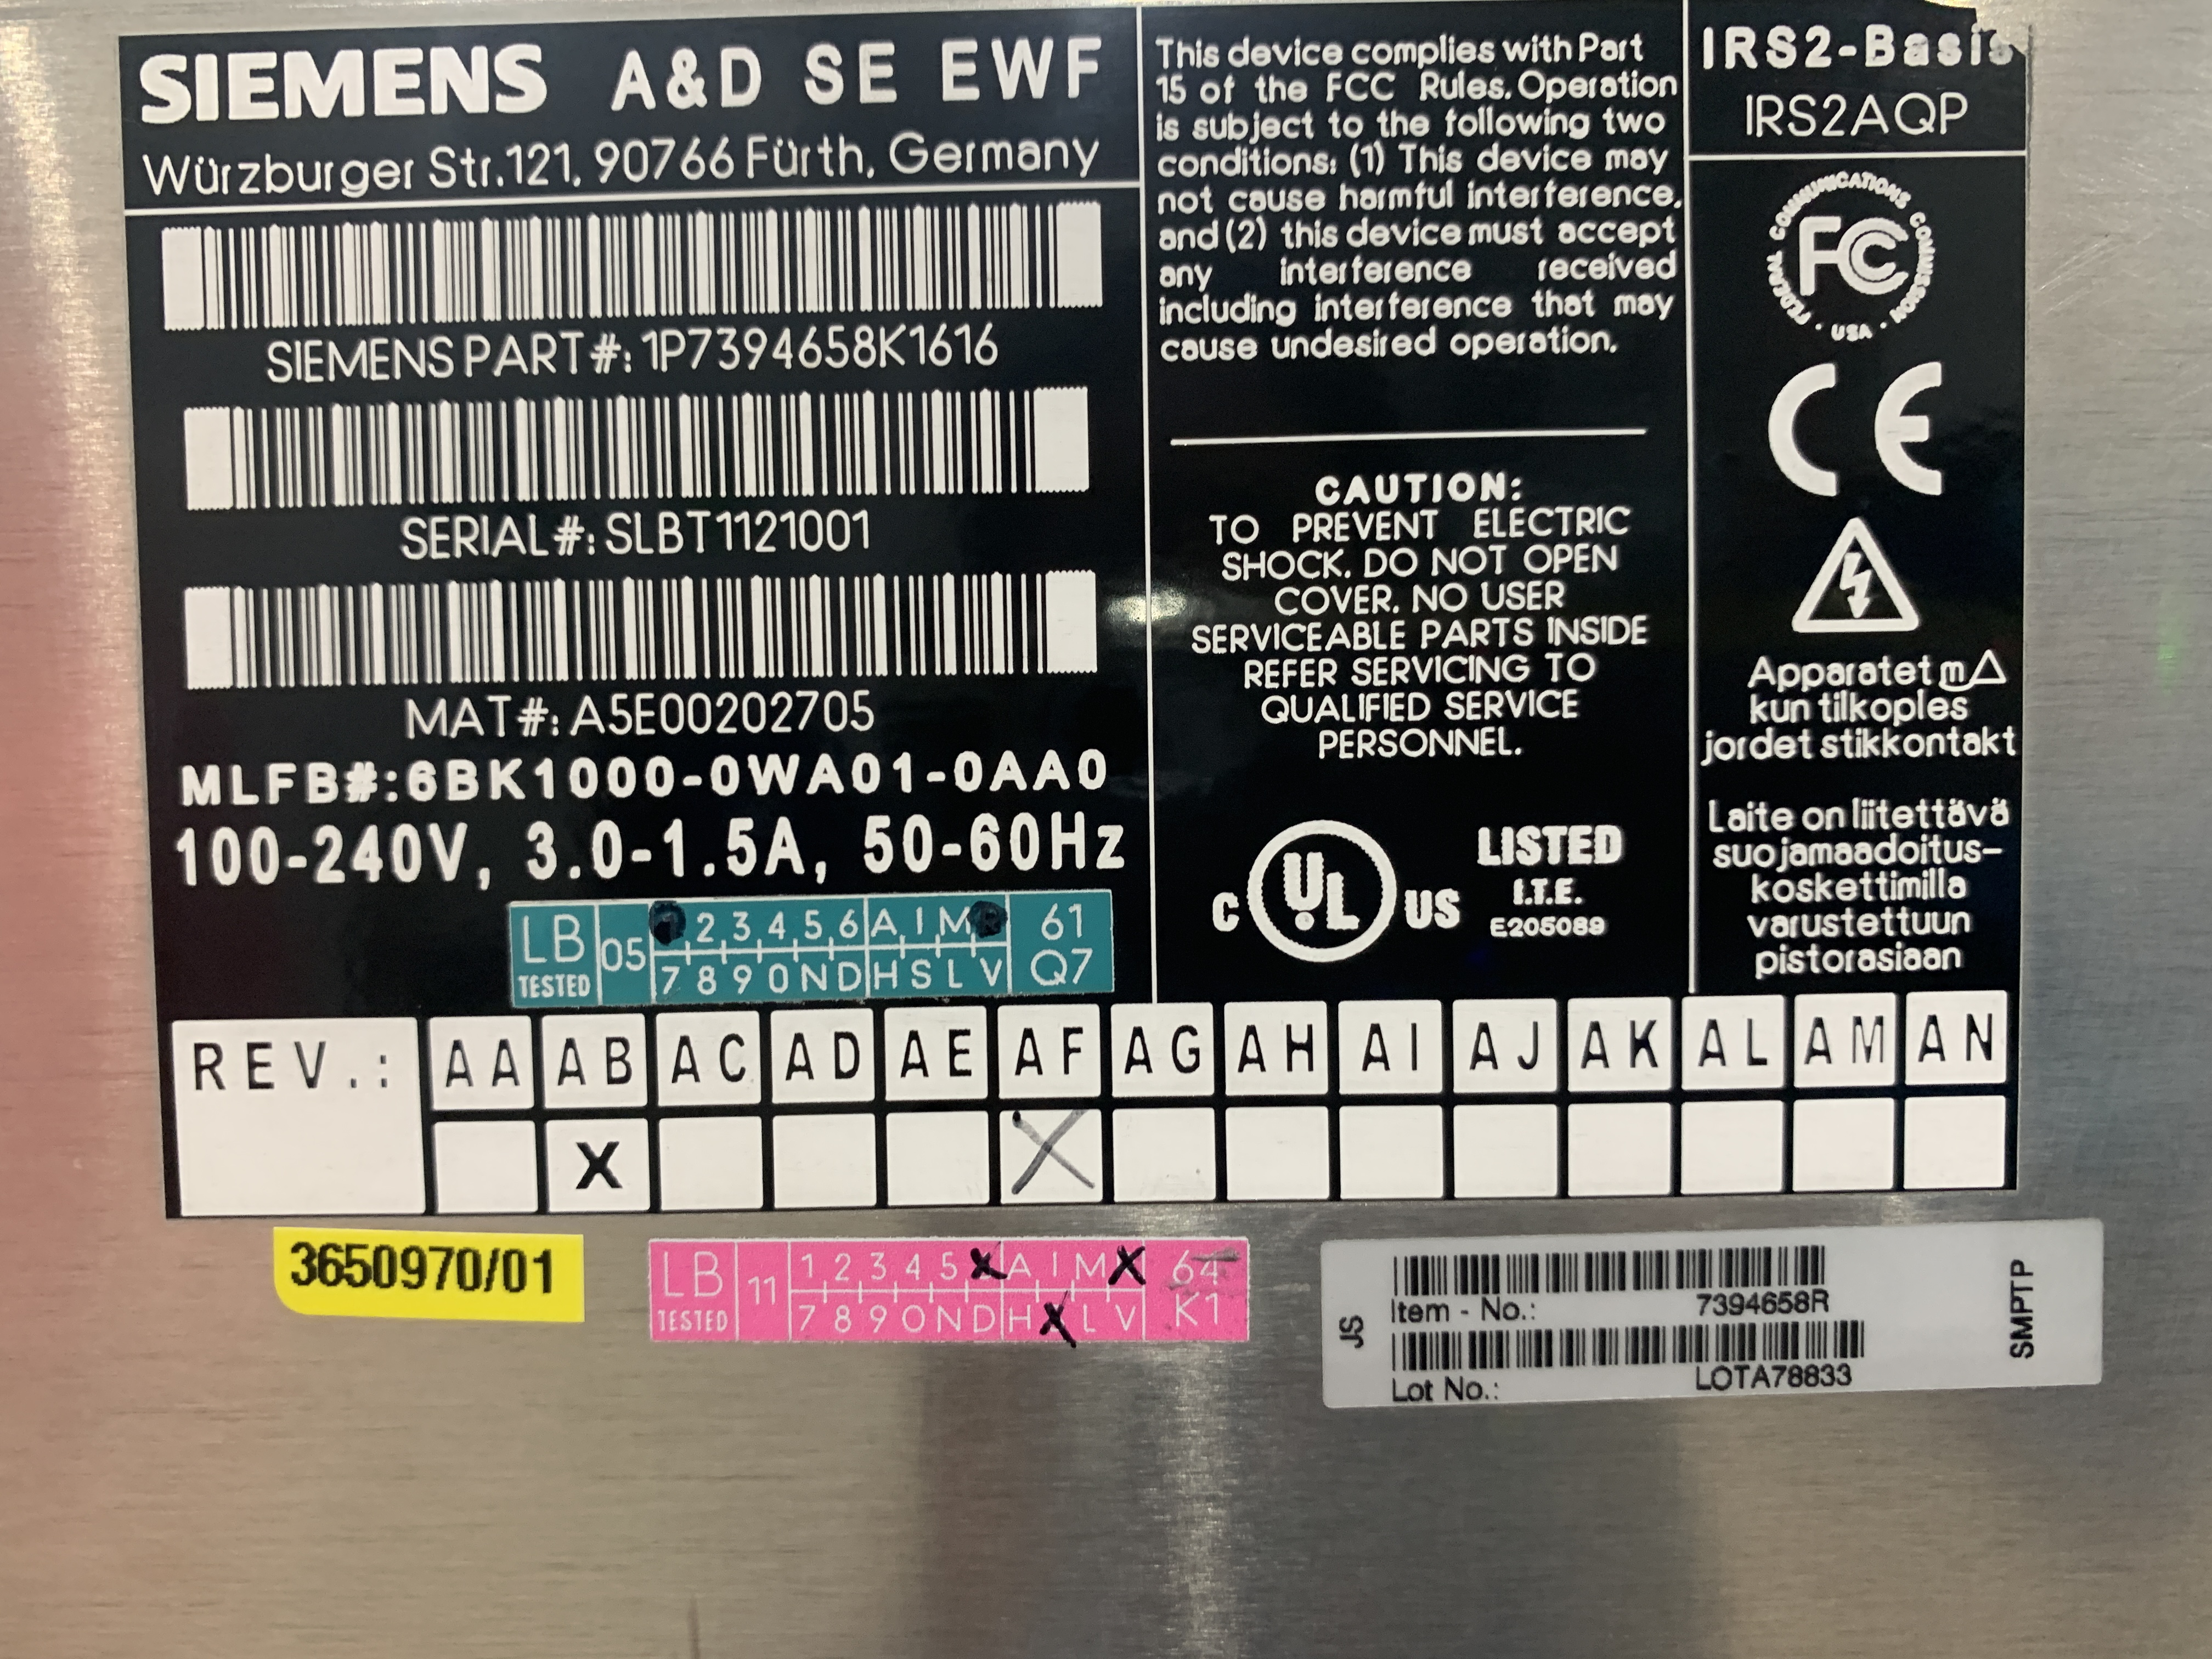 SIEMENS A&D SE EWF
Würzburger Str.121, 90766 Fürth, Germany
SIEMENS PART#: 1P7394658K1616
SERIAL#: SLBT1121001
MAT#: A5E00202705
MLFB#:6BK1000-0WA01-0AA0
100-240V, 3.0-1.5A, 50-60Hz
LB TESTED 05
2 3 4 5 6 A I M
7 8 9 O N D H S L V
61
Q7
This device complies with Part
15 of the FCC Rules. Operation
is subject to the following two
conditions: (1) This device may
not cause harmful interference,
and (2) this device must accept
any interference received
including interference that may
cause undesired operation.
CAUTION:
TO PREVENT ELECTRIC
SHOCK. DO NOT OPEN
COVER. NO USER
SERVICEABLE PARTS INSIDE
REFER SERVICING TO
QUALIFIED SERVICE
PERSONNEL.
C UL US
LISTED
I.T.E.
E205089
IRS2-Basis
IRS2AQP
FEDERAL COMMUNICATIONS COMMISSION · USA ·
FC
CE
Apparatet m
kun tilkoples
jordet stikkontakt
Laite on liitettävä
suojamaadoitus-
koskettimilla
varustettuun
pistorasiaan
REV.: AA AB AC AD AE AF AG AH AI AJ AK AL AM AN
X X
3650970/01
LB TESTED 11
1 2 3 4 5 X A I M X
7 8 9 O N D H X L V
64
K1
JS
Item - No.: 7394658R
Lot No.: LOTA78833
SMPTP